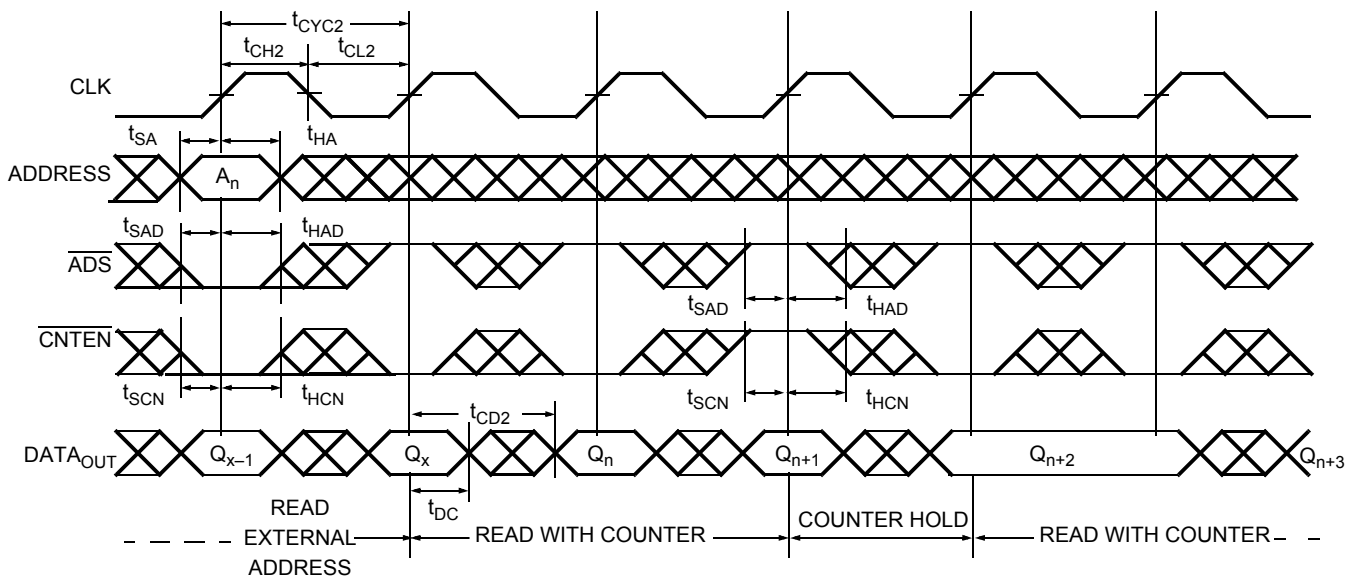 tCYC2
tCH2 tCL2
CLK
tSA tHA
ADDRESS An
tSAD tHAD
ADS
tSAD tHAD
CNTEN
tSCN tHCN tSCN tHCN
tCD2
DATAOUT Qx–1 Qx Qn Qn+1 Qn+2 Qn+3
tDC
READ EXTERNAL ADDRESS
READ WITH COUNTER
COUNTER HOLD
READ WITH COUNTER